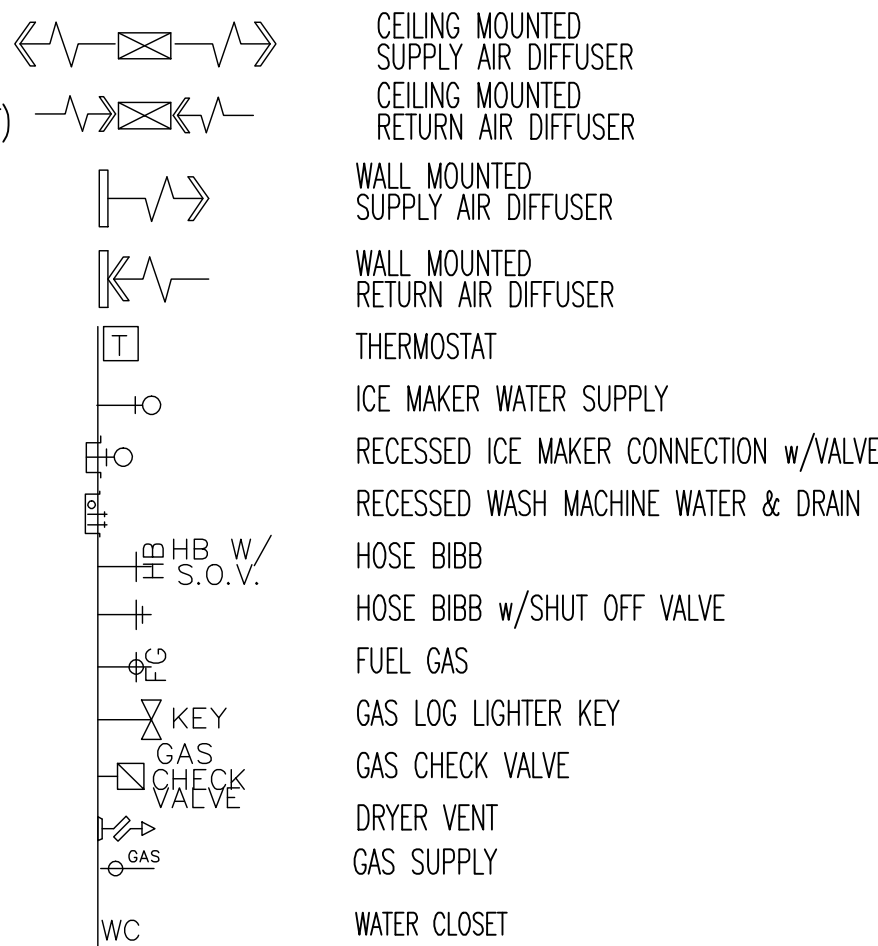 CEILING MOUNTED
SUPPLY AIR DIFFUSER
)
CEILING MOUNTED
RETURN AIR DIFFUSER
WALL MOUNTED
SUPPLY AIR DIFFUSER
WALL MOUNTED
RETURN AIR DIFFUSER
T THERMOSTAT
ICE MAKER WATER SUPPLY
RECESSED ICE MAKER CONNECTION w/VALVE
RECESSED WASH MACHINE WATER & DRAIN
HB HB W/ S.O.V. HOSE BIBB
HOSE BIBB w/SHUT OFF VALVE
FG FUEL GAS
KEY GAS LOG LIGHTER KEY
GAS
CHECK
VALVE
GAS CHECK VALVE
DRYER VENT
GAS GAS SUPPLY
WC WATER CLOSET